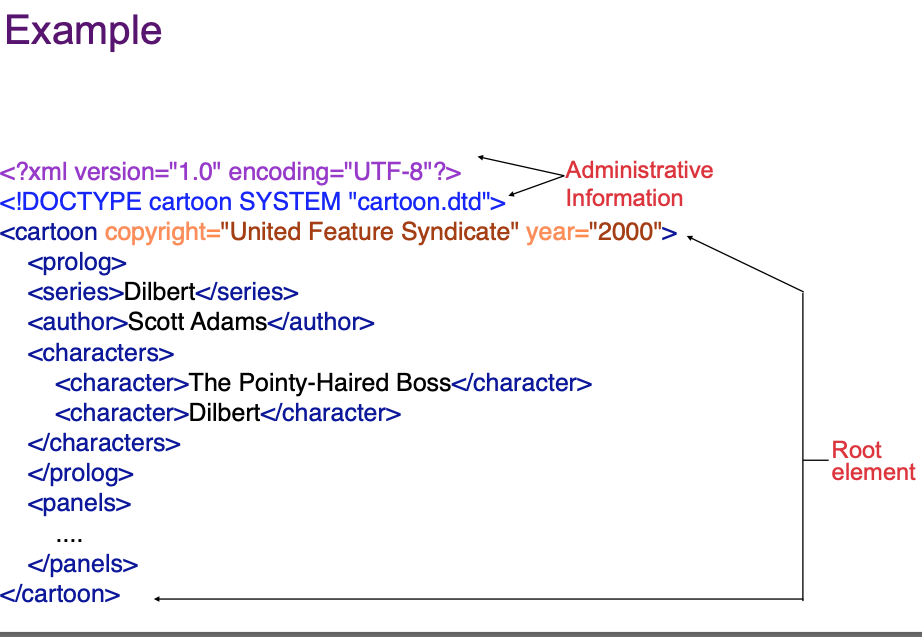 Example
<?xml version="1.0" encoding="UTF-8"?>
Administrative
Information
<!DOCTYPE cartoon SYSTEM "cartoon.dtd">
<cartoon copyright="United Feature Syndicate" year="2000">
<prolog>
<series>Dilbert</series>
<author>Scott Adams</author>
<characters>
<character>The Pointy-Haired Boss</character>
<character>Dilbert</character>
</characters>
</prolog>
<panels>
....
</panels>
</cartoon>
Root
element